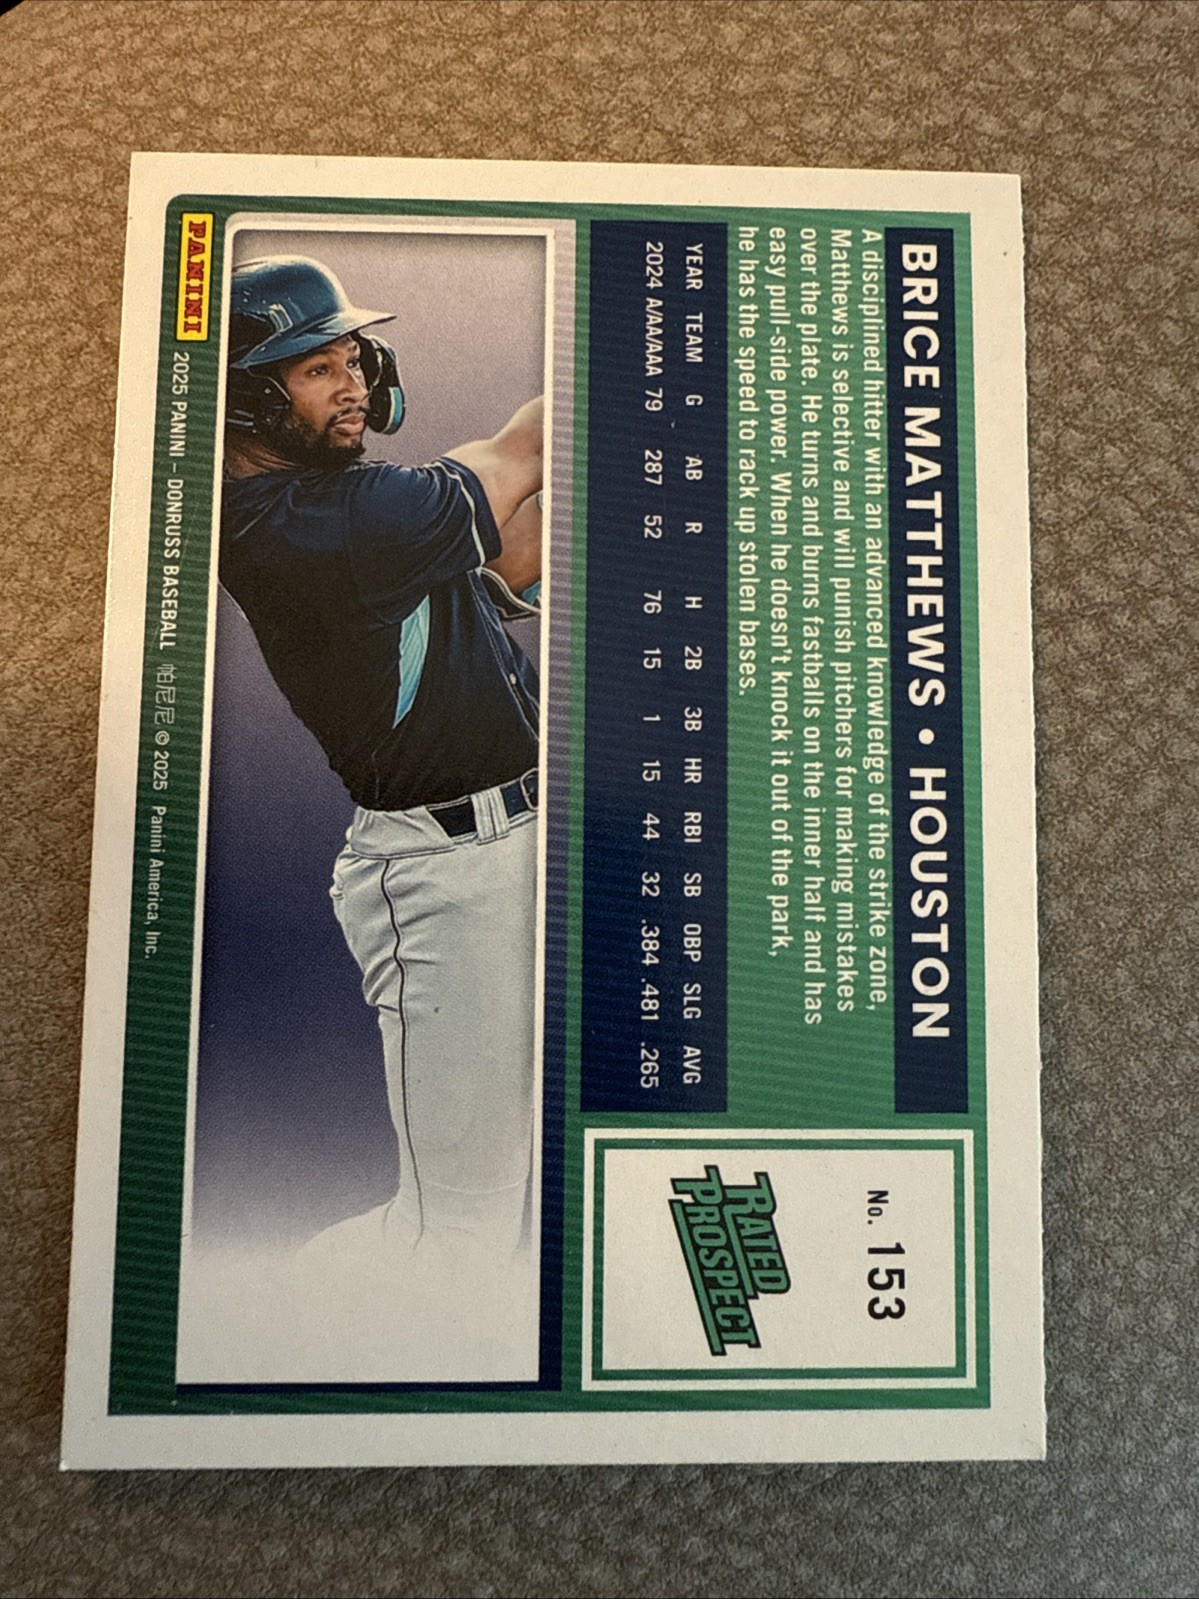 BRICE MATTHEWS • HOUSTON
A disciplined hitter with an advanced knowledge of the strike zone,
Matthews is selective and will punish pitchers for making mistakes
over the plate. He turns and burns fastballs on the inner half and has
easy pull-side power. When he doesn't knock it out of the park,
he has the speed to rack up stolen bases.
YEAR TEAM G AB R H 2B 3B HR RBI SB OBP SLG AVG
2024 A/AA/AAA 79 287 52 76 15 1 15 44 32 .384 .481 .265
No. 153
RATED
PROSPECT
PANINI
2025 PANINI – DONRUSS BASEBALL 帕尼尼 © 2025 Panini America, Inc.